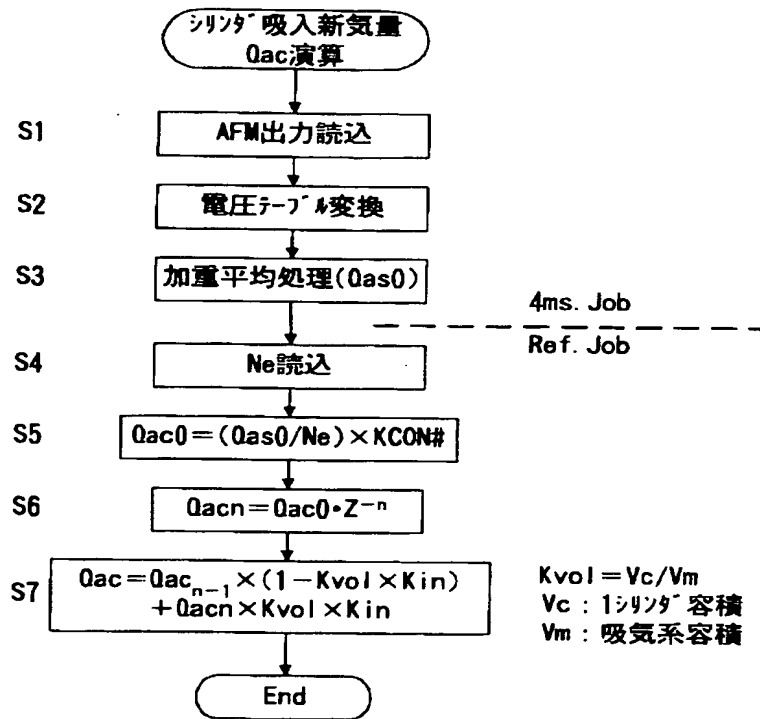 シリンダ吸入新気量
Qac演算
S1
AFM出力読込
S2
電圧テーブル変換
S3
加重平均処理(Qas0)
4ms. Job
Ref. Job
S4
Ne読込
S5
Qac0=(Qas0/Ne)×KCON#
S6
Qacn=Qac0・Z⁻ⁿ
S7
Qac=Qacₙ₋₁×(1-Kvol×Kin)
+Qacn×Kvol×Kin
Kvol=Vc/Vm
Vc:1シリンダ容積
Vm:吸気系容積
End